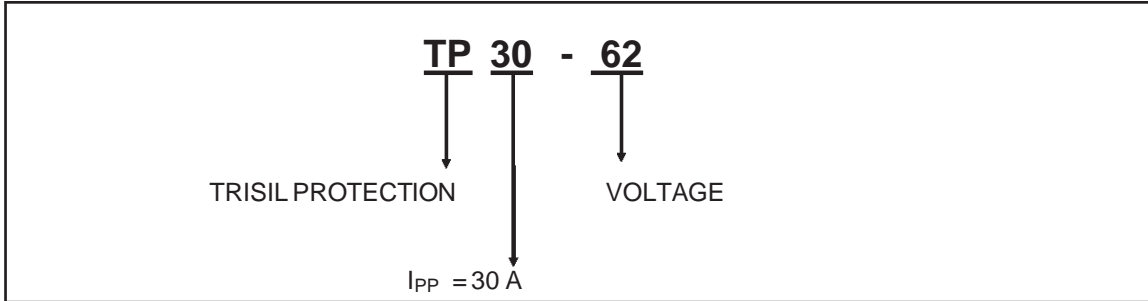 TP 30 - 62
TRISIL PROTECTION VOLTAGE
IPP = 30 A